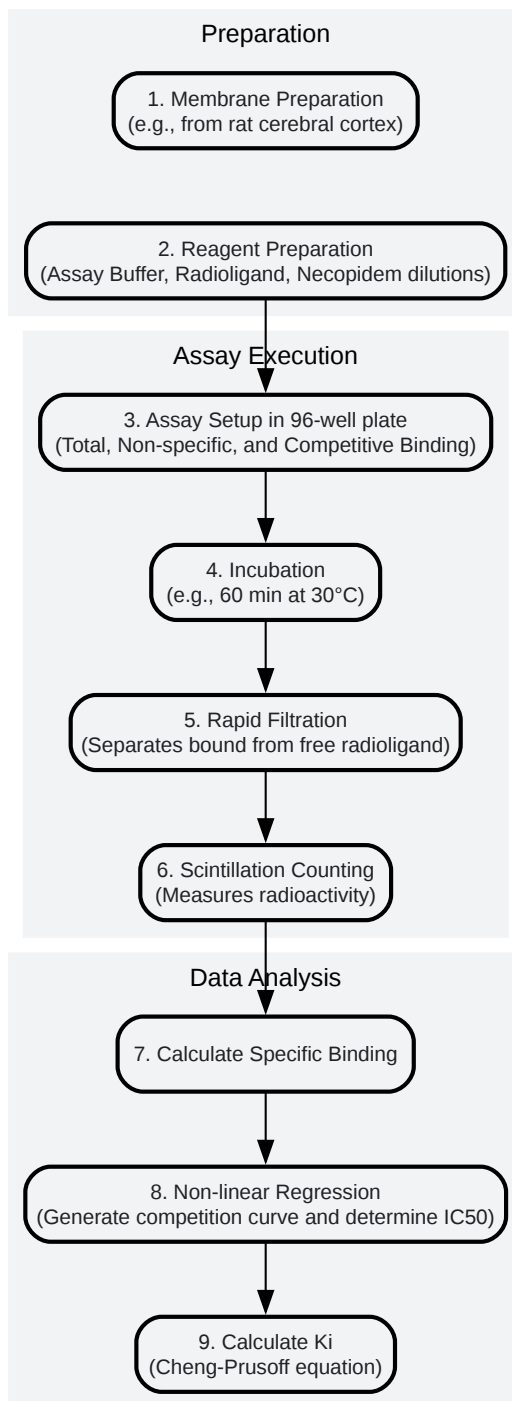 Preparation
1. Membrane Preparation
(e.g., from rat cerebral cortex)
2. Reagent Preparation
(Assay Buffer, Radioligand, Necopidem dilutions)
Assay Execution
3. Assay Setup in 96-well plate
(Total, Non-specific, and Competitive Binding)
4. Incubation
(e.g., 60 min at 30°C)
5. Rapid Filtration
(Separates bound from free radioligand)
6. Scintillation Counting
(Measures radioactivity)
Data Analysis
7. Calculate Specific Binding
8. Non-linear Regression
(Generate competition curve and determine IC50)
9. Calculate Ki
(Cheng-Prusoff equation)